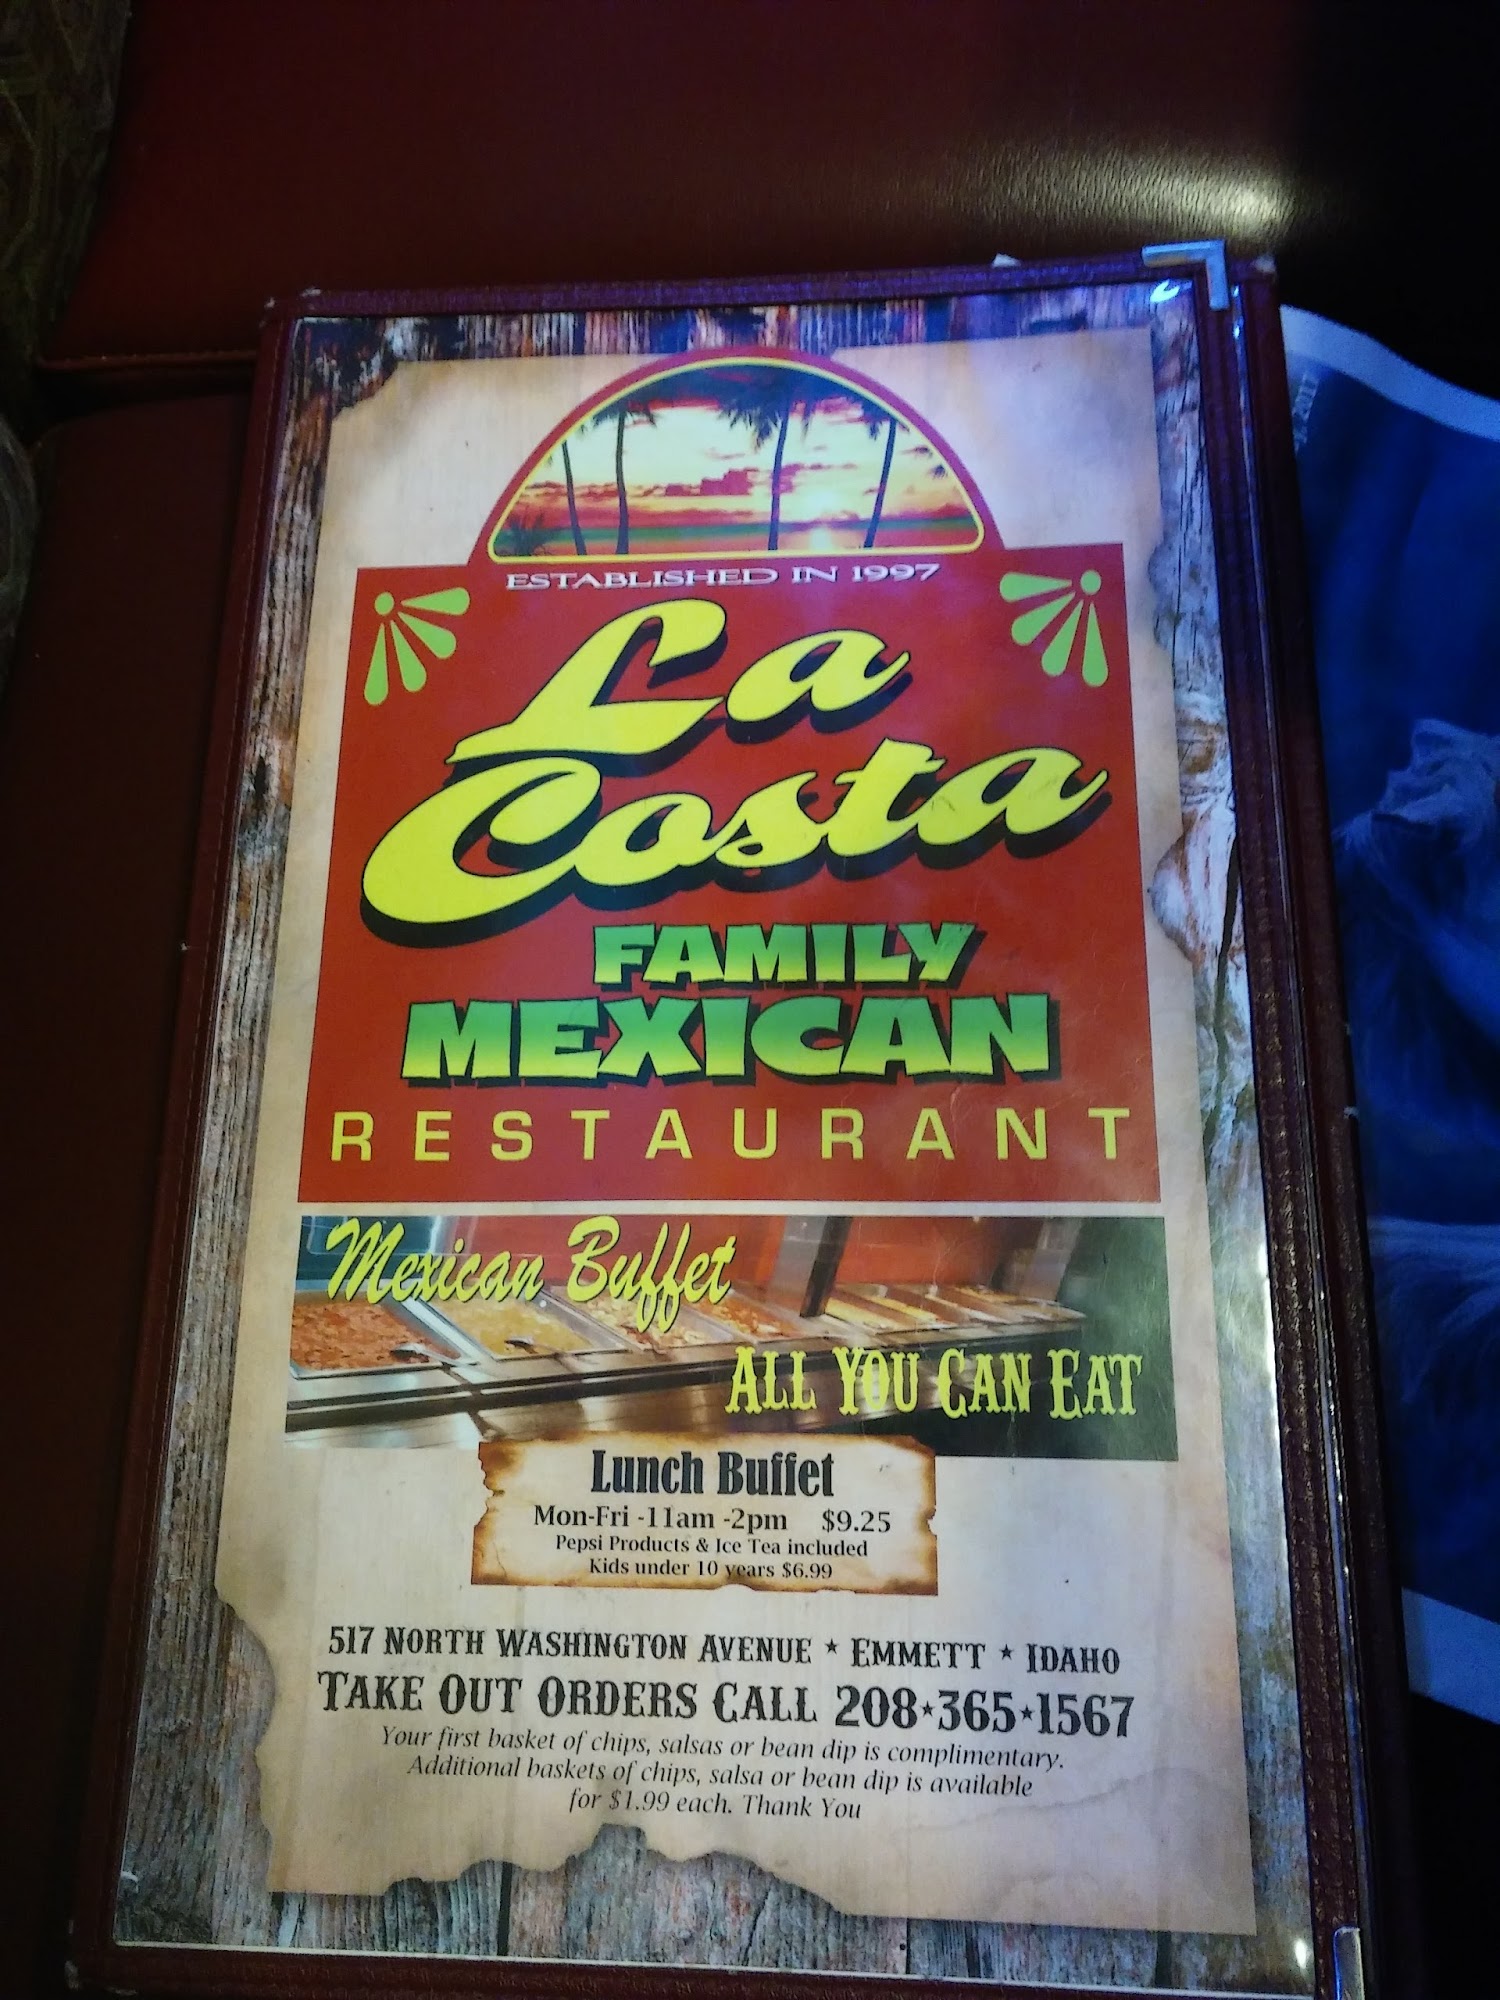 ESTABLISHED IN 1997
La
Costa
FAMILY
MEXICAN
RESTAURANT
Mexican Buffet
ALL YOU CAN EAT
Lunch Buffet
Mon-Fri -11am -2pm $9.25
Pepsi Products & Ice Tea included
Kids under 10 years $6.99
517 NORTH WASHINGTON AVENUE ★ EMMETT ★ IDAHO
TAKE OUT ORDERS CALL 208★365★1567
Your first basket of chips, salsas or bean dip is complimentary.
Additional baskets of chips, salsa or bean dip is available
for $1.99 each. Thank You